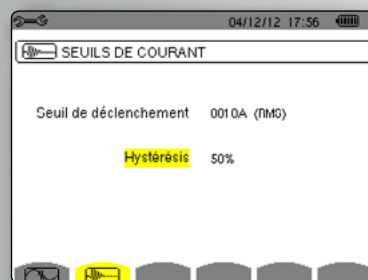 04/12/12 17:56
SEUILS DE COURANT
Seuil de déclenchement 0010A (RMS)
Hystérésis 50%